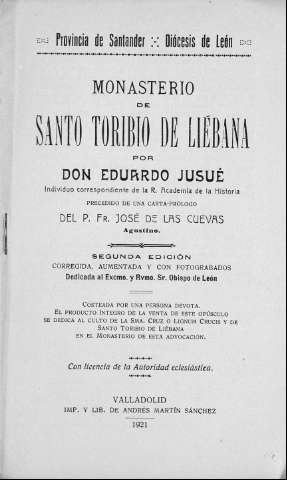 Provincia de Santander Diócesis de León
MONASTERIO
DE
SANTO TORIBIO DE LIÉBANA
POR
DON EDUARDO JUSUÉ
Individuo correspondiente de la R. Academia de la Historia
PRECEDIDO DE UNA CARTA-PRÓLOGO
DEL P. FR. JOSÉ DE LAS CUEVAS
Agustino.
SEGUNDA EDICIÓN
CORREGIDA, AUMENTADA Y CON FOTOGRABADOS
Dedicada al Excmo. y Rvmo. Sr. Obispo de León
COSTEADA POR UNA PERSONA DEVOTA.
EL PRODUCTO ÍNTEGRO DE LA VENTA DE ESTE OPÚSCULO
SE DEDICA AL CULTO DE LA SMA. CRUZ O LIGNUM CRUCIS Y DE
SANTO TORIBIO DE LIÉBANA
EN EL MONASTERIO DE ESTA ADVOCACIÓN.
Con licencia de la Autoridad eclesiástica.
VALLADOLID
IMP. Y LIB. DE ANDRÉS MARTÍN SÁNCHEZ
1921